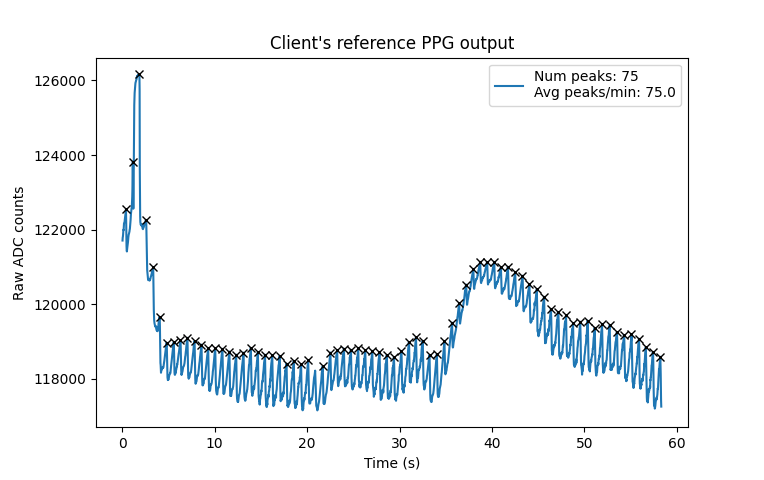 Client's reference PPG output
Num peaks: 75
Avg peaks/min: 75.0
Raw ADC counts
126000
124000
122000
120000
118000
0 10 20 30 40 50 60
Time (s)